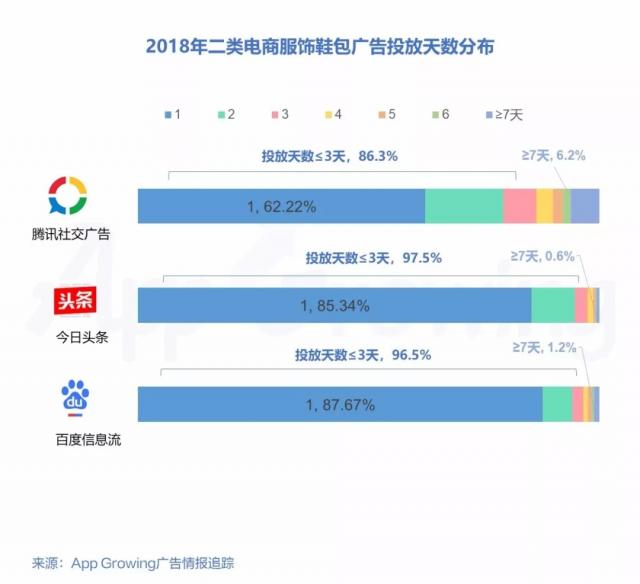 2018年二类电商服饰鞋包广告投放天数分布
1 2 3 4 5 6 ≥7天
投放天数≤3天，86.3%
≥7天, 6.2%
1, 62.22%
腾讯社交广告
投放天数≤3天，97.5%
≥7天, 0.6%
头条
1, 85.34%
今日头条
投放天数≤3天，96.5%
≥7天, 1.2%
du
1, 87.67%
百度信息流
App Growing
来源：App Growing广告情报追踪